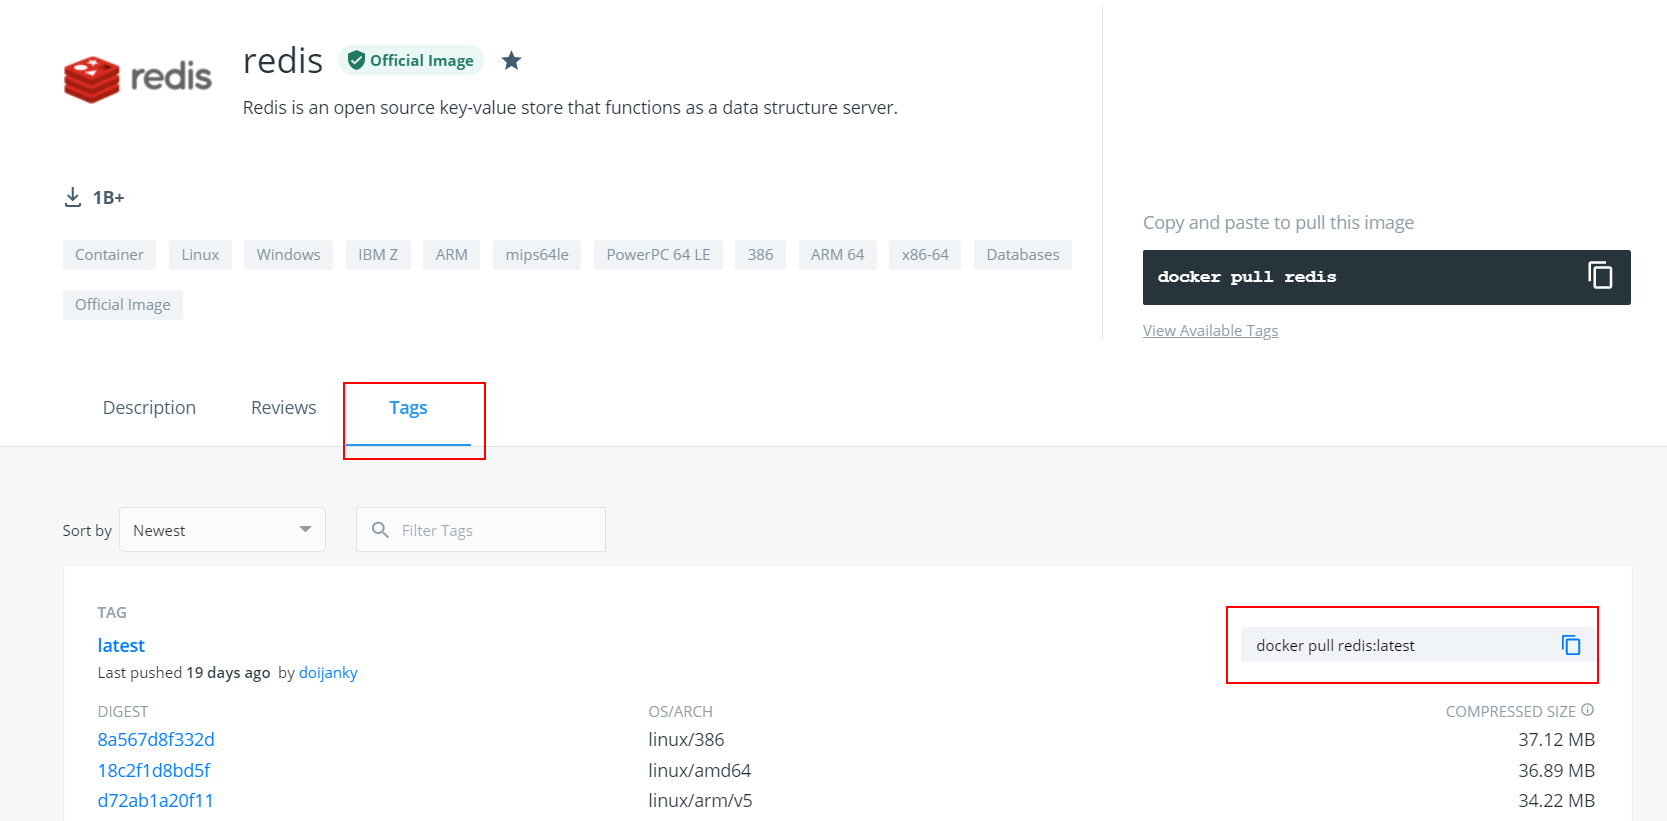 redis
redis Official Image
Redis is an open source key-value store that functions as a data structure server.
1B+
Container Linux Windows IBM Z ARM mips64le PowerPC 64 LE 386 ARM 64 x86-64 Databases
Official Image
Copy and paste to pull this image
docker pull redis
View Available Tags
Description Reviews Tags
Sort by Newest Filter Tags
TAG
latest
docker pull redis:latest
Last pushed 19 days ago by doijanky
DIGEST OS/ARCH COMPRESSED SIZE
8a567d8f332d linux/386 37.12 MB
18c2f1d8bd5f linux/amd64 36.89 MB
d72ab1a20f11 linux/arm/v5 34.22 MB